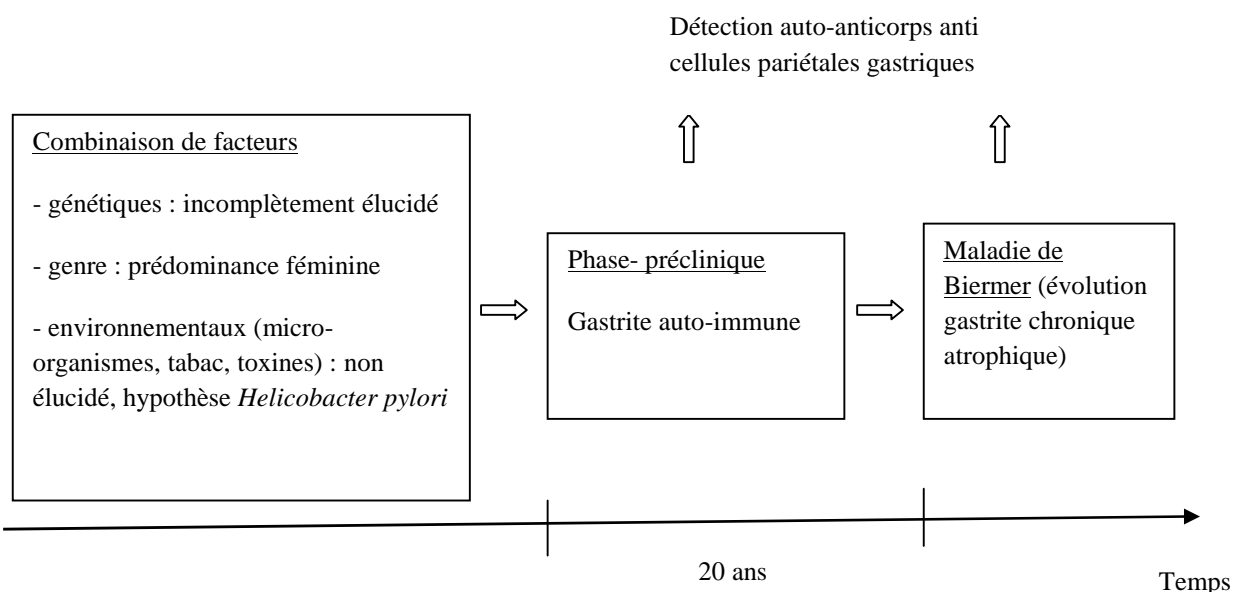 Détection auto-anticorps anti
cellules pariétales gastriques
Combinaison de facteurs
- génétiques : incomplètement élucidé
- genre : prédominance féminine
- environnementaux (micro-
organismes, tabac, toxines) : non
élucidé, hypothèse Helicobacter pylori
Phase- préclinique
Gastrite auto-immune
Maladie de
Biermer (évolution
gastrite chronique
atrophique)
20 ans
Temps